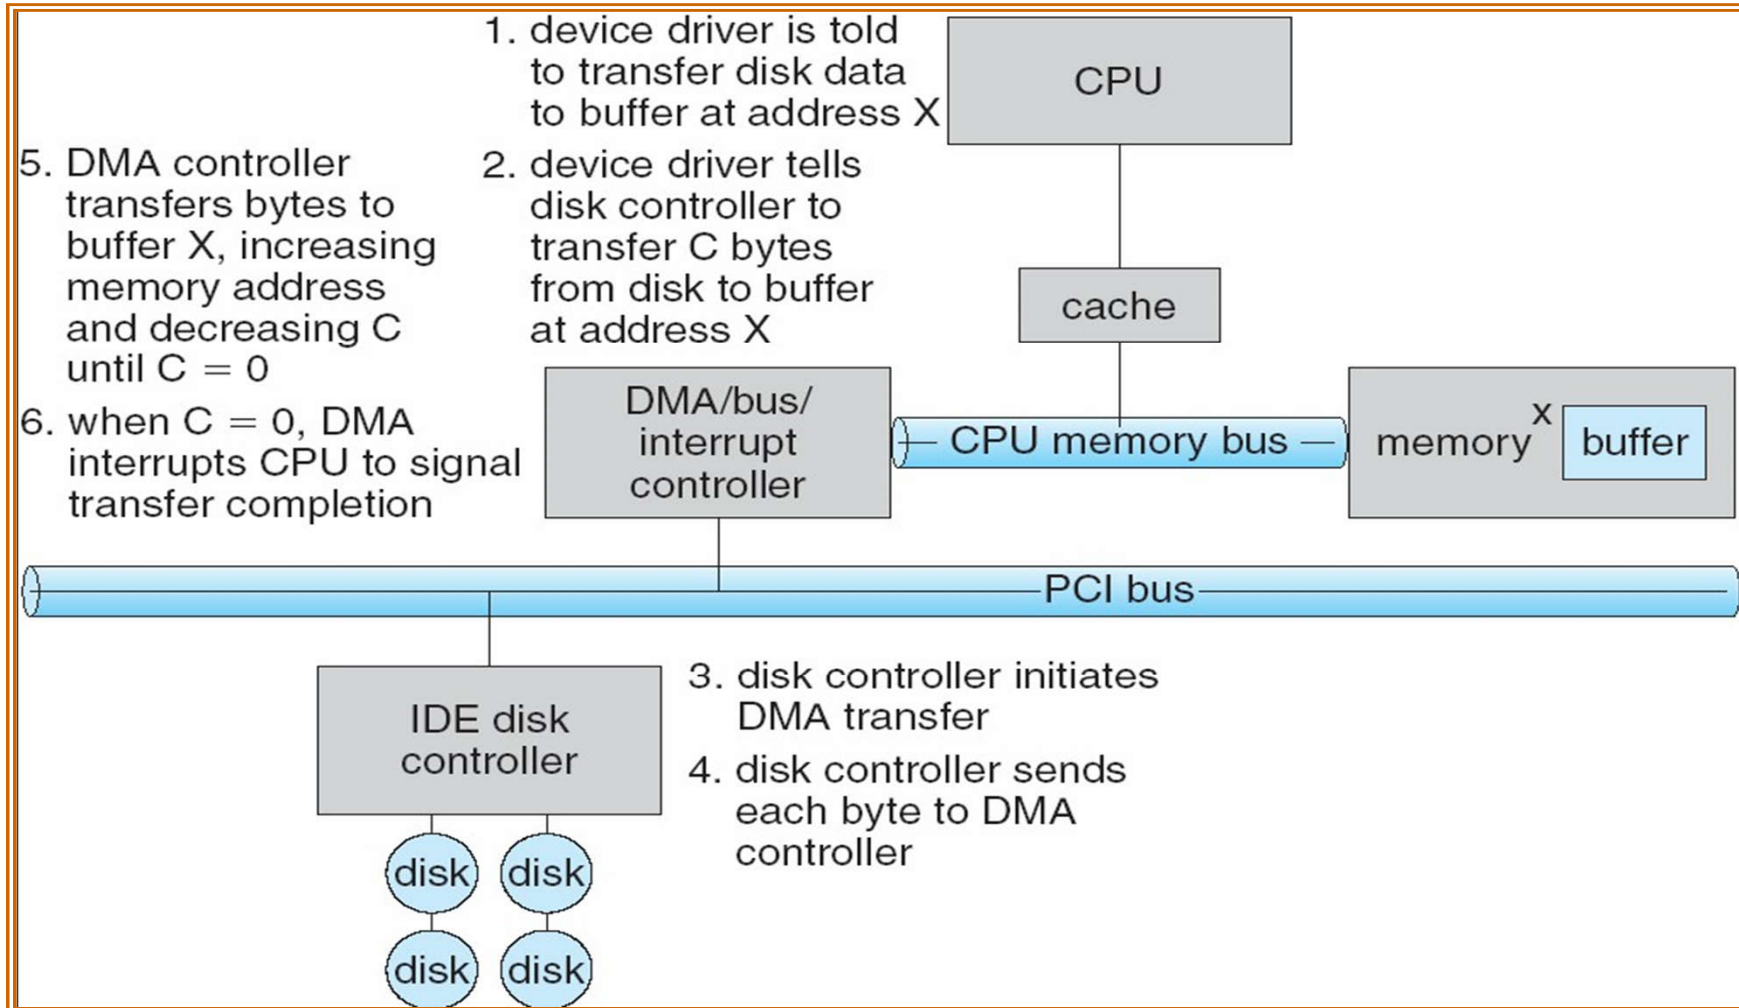 1. device driver is told
to transfer disk data
to buffer at address X
CPU
5. DMA controller
transfers bytes to
buffer X, increasing
memory address
and decreasing C
until C = 0
2. device driver tells
disk controller to
transfer C bytes
from disk to buffer
at address X
cache
6. when C = 0, DMA
interrupts CPU to signal
transfer completion
DMA/bus/
interrupt
controller
CPU memory bus
memory
X
buffer
PCI bus
IDE disk
controller
3. disk controller initiates
DMA transfer
4. disk controller sends
each byte to DMA
controller
disk
disk
disk
disk